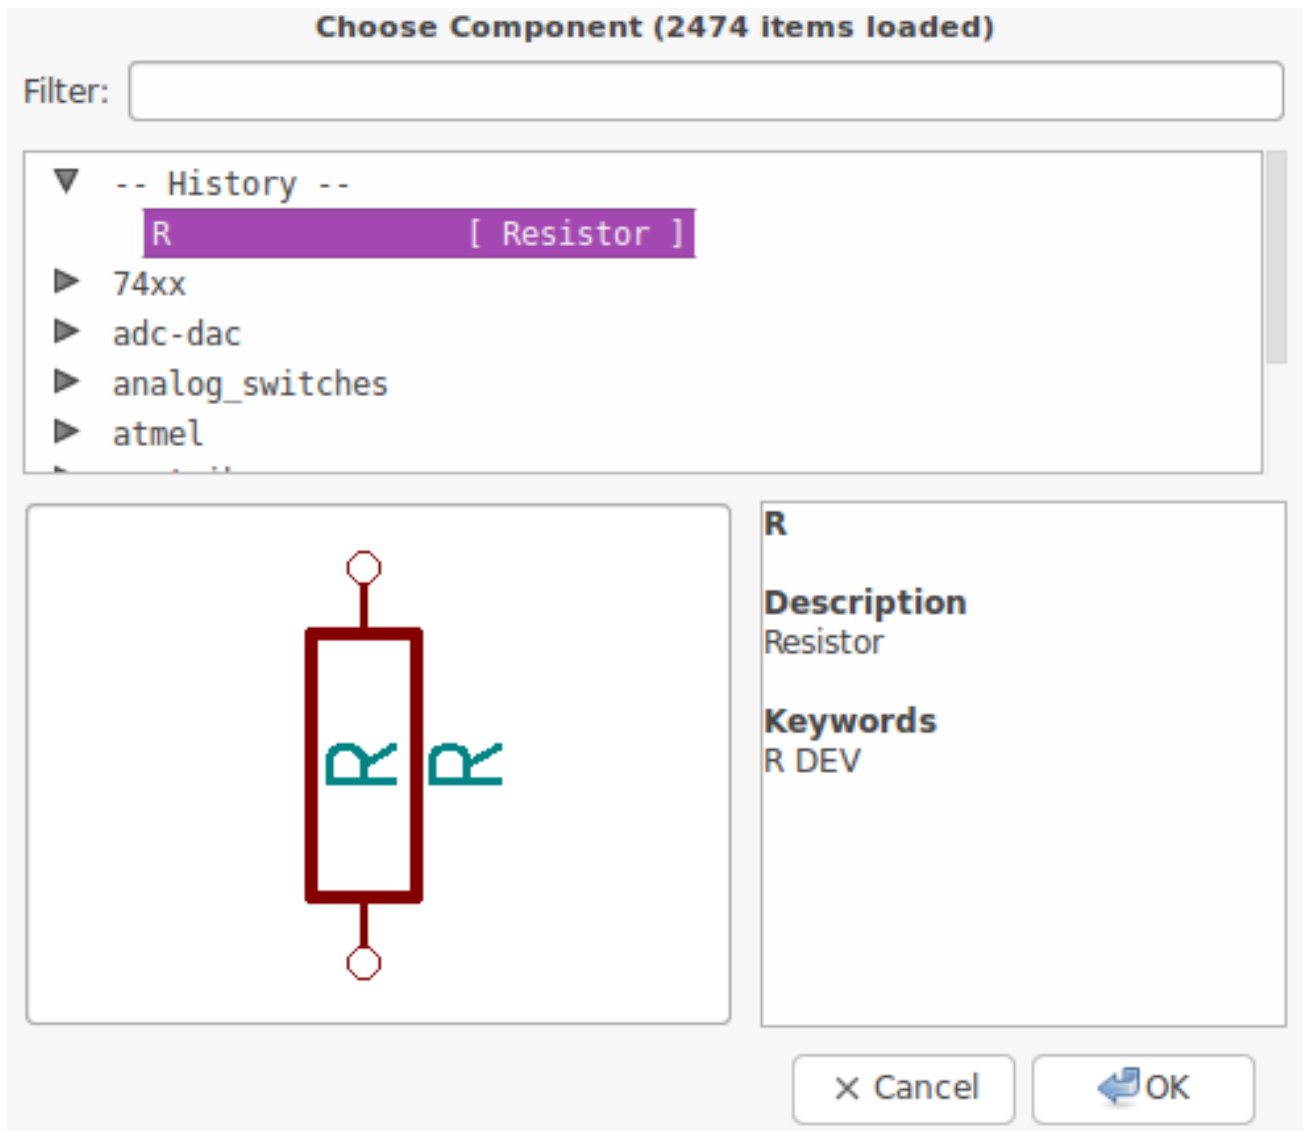 Choose Component (2474 items loaded)
Filter:
-- History --
R [ Resistor ]
74xx
adc-dac
analog_switches
atmel
R
R
R
Description
Resistor
Keywords
R DEV
Cancel
OK